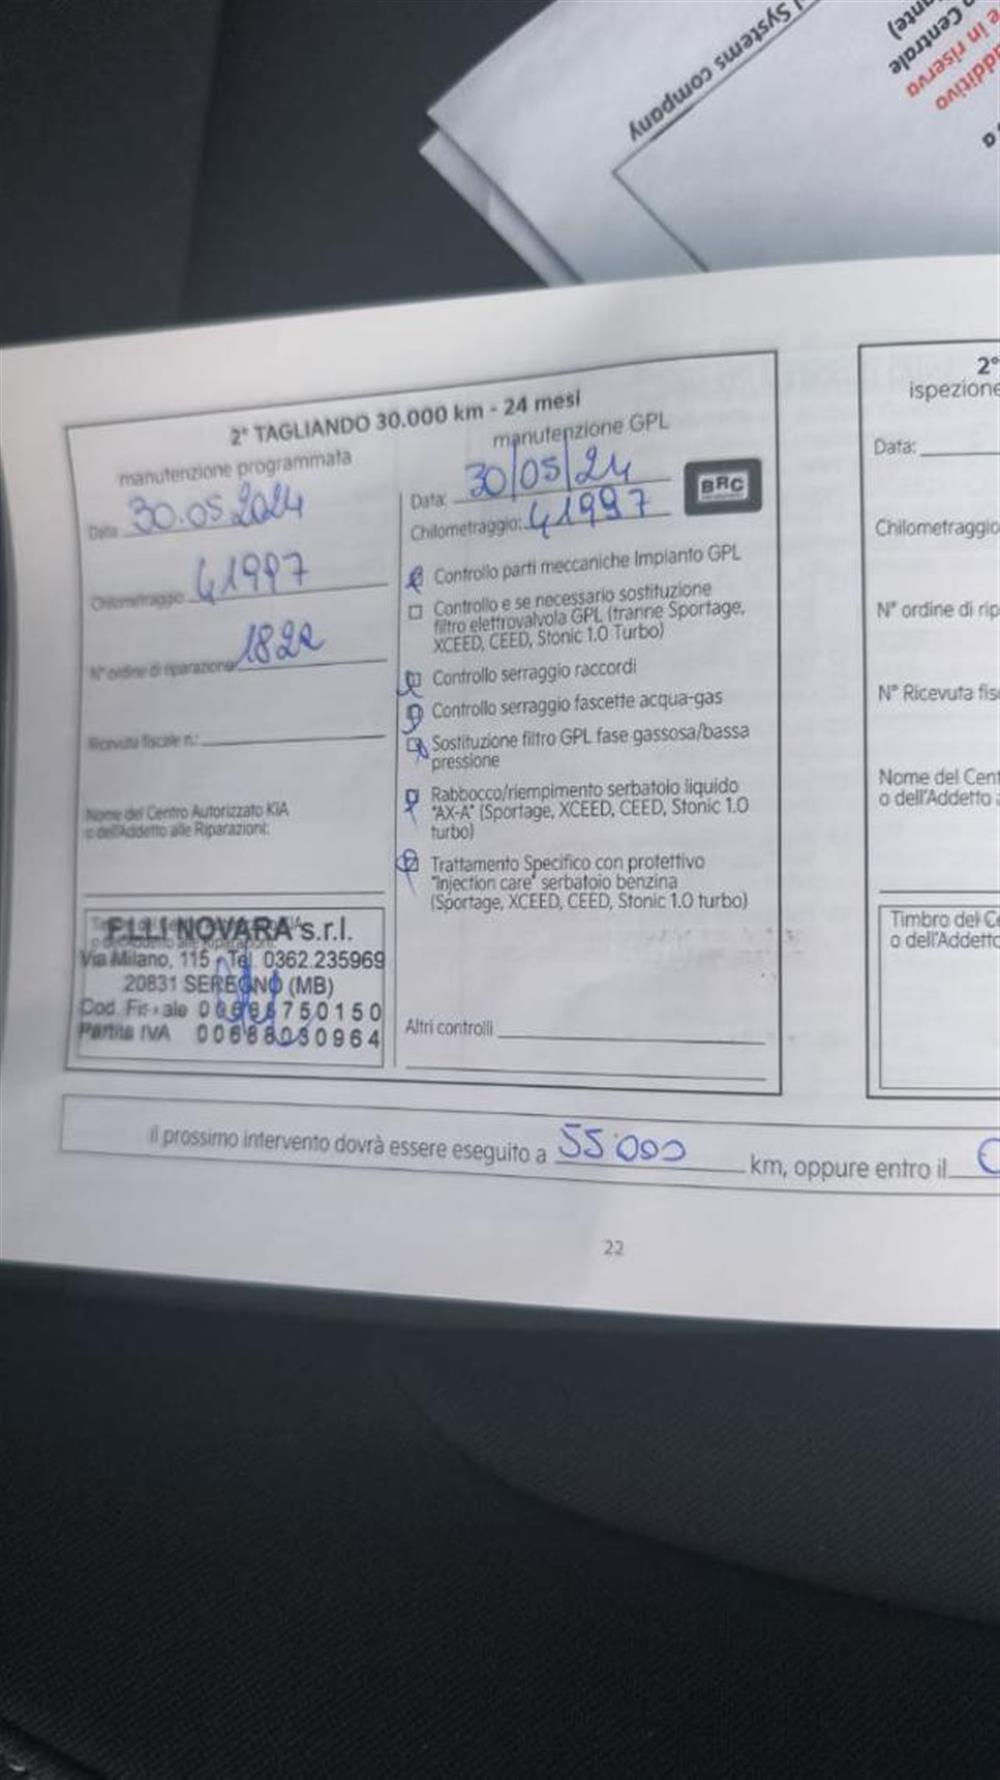 Systems company
Centrale
ante)
e in riserva
additivo
2° TAGLIANDO 30.000 km - 24 mesi
manutenzione programmata
Data 30.05.2024
Chilometraggio: 41997
N° ordine di riparazione: 1822
Ricevuta fiscale n.:
Nome del Centro Autorizzato KIA
o dell'Addetto alle Riparazioni:
F.LLI NOVARA s.r.l.
Via Milano, 115 - Tel. 0362.235969
20831 SEREGNO (MB)
Cod. Fiscale
Partita IVA 00688030964
manutenzione GPL
Data: 30/05/24
BRC
Chilometraggio: 41997
Controllo parti meccaniche Impianto GPL
Controllo e se necessario sostituzione
filtro elettrovalvola GPL (tranne Sportage,
XCEED, CEED, Stonic 1.0 Turbo)
Controllo serraggio raccordi
Controllo serraggio fascette acqua-gas
Sostituzione filtro GPL fase gassosa/bassa
pressione
Rabbocco/riempimento serbatoio liquido
"AX-A" (Sportage, XCEED, CEED, Stonic 1.0
turbo)
Trattamento Specifico con protettivo
"Injection care" serbatoio benzina
(Sportage, XCEED, CEED, Stonic 1.0 turbo)
Altri controlli
il prossimo intervento dovrà essere eseguito a 55000 km, oppure entro il
22
2°
ispezione
Data:
Chilometraggio
N° ordine di rip
N° Ricevuta fis
Nome del Cent
o dell'Addetto a
Timbro del Ce
o dell'Addetto